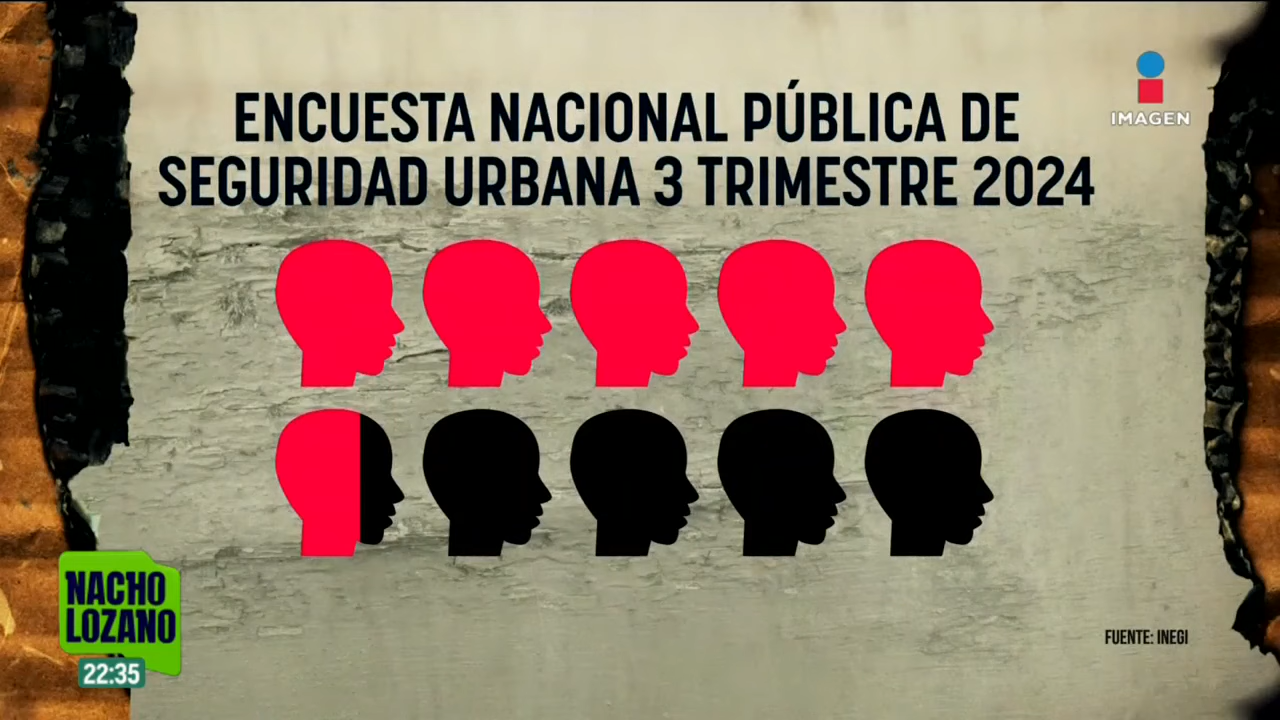 IMAGEN
ENCUESTA NACIONAL PÚBLICA DE
SEGURIDAD URBANA 3 TRIMESTRE 2024
NACHO
LOZANO
22:35
FUENTE: INEGI